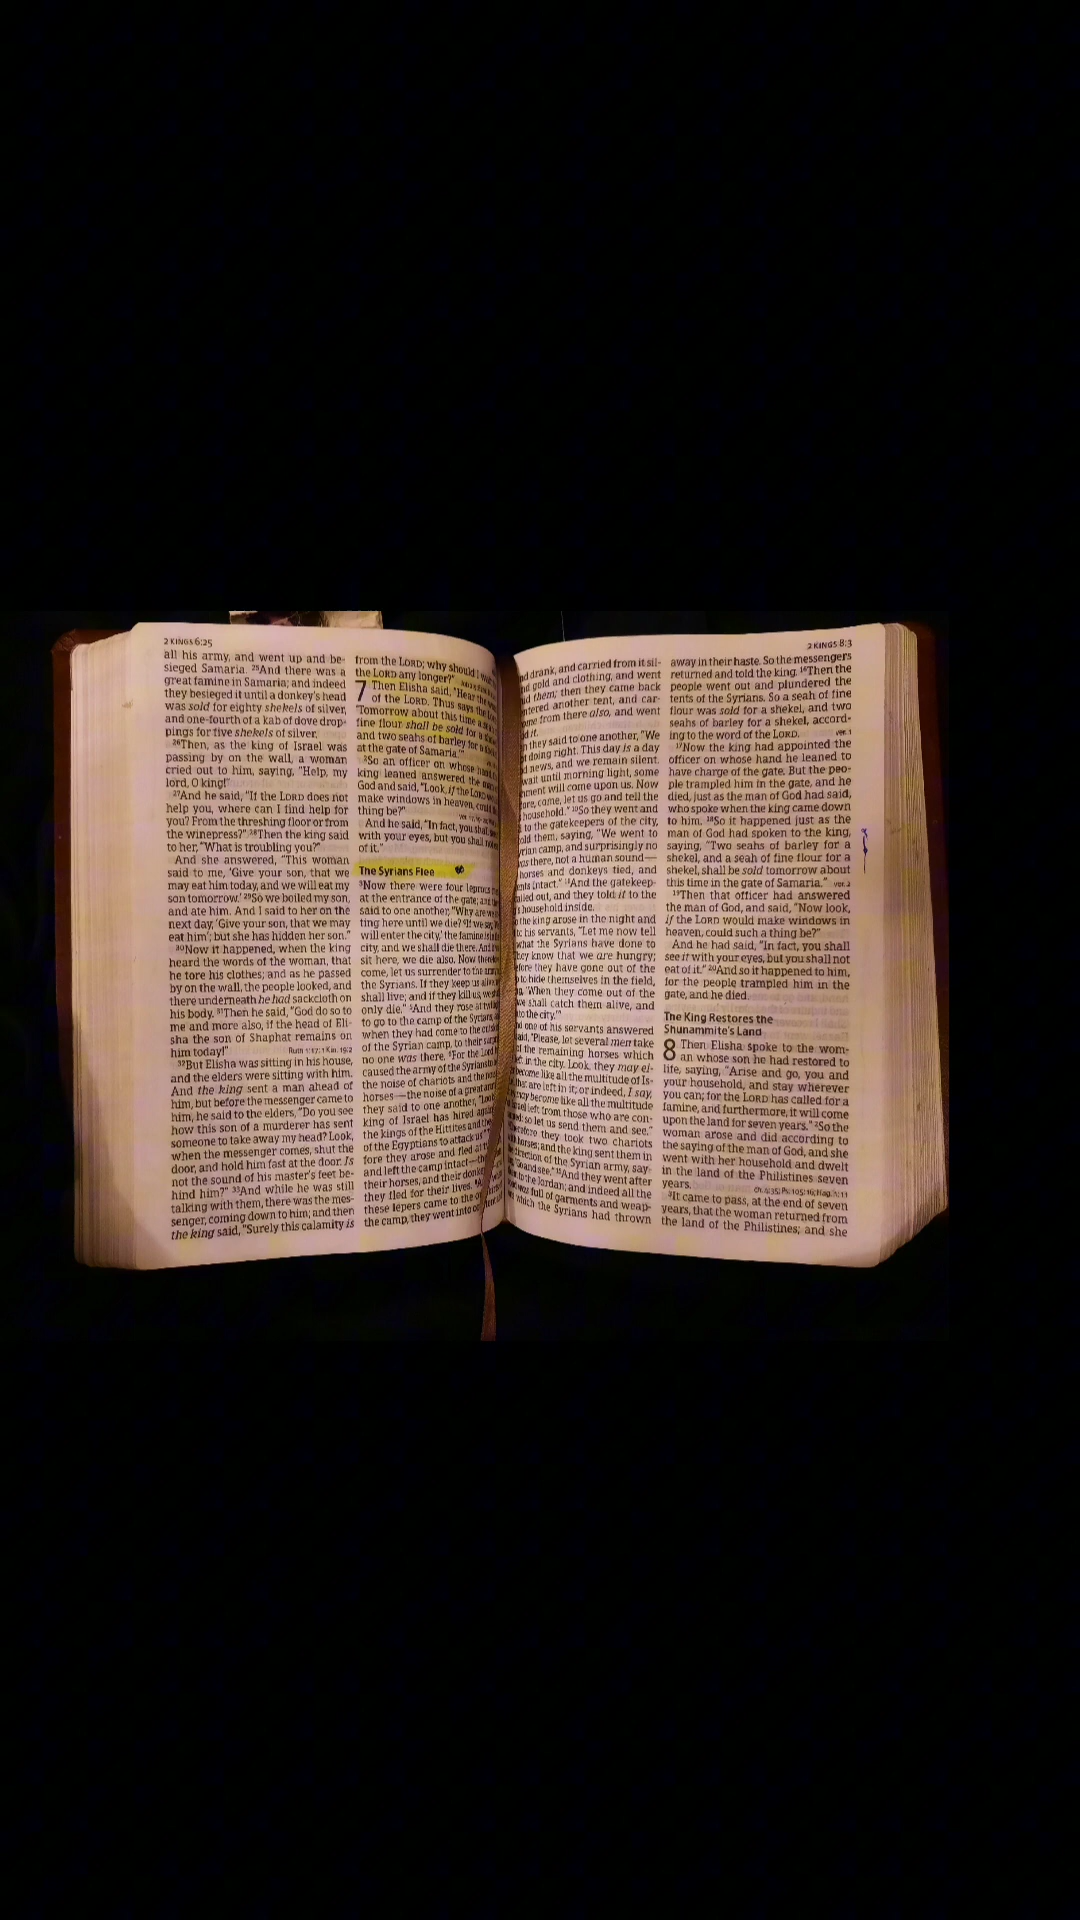 2 KINGS 6:25
all his army, and went up and be-
sieged Samaria. 25And there was a
great famine in Samaria; and indeed
they besieged it until a donkey's head
was sold for eighty shekels of silver,
and one-fourth of a kab of dove drop-
pings for five shekels of silver.
26Then, as the king of Israel was
passing by on the wall, a woman
cried out to him, saying, "Help, my
lord, O king!"
27And he said, "If the LORD does not
help you, where can I find help for
you? From the threshing floor or from
the winepress?" 28Then the king said
to her, "What is troubling you?"
And she answered, "This woman
said to me, 'Give your son, that we
may eat him today, and we will eat my
son tomorrow.' 29So we boiled my son,
and ate him. And I said to her on the
next day, 'Give your son, that we may
eat him'; but she has hidden her son."
30Now it happened, when the king
heard the words of the woman, that
he tore his clothes; and as he passed
by on the wall, the people looked, and
there underneath he had sackcloth on
his body. 31Then he said, "God do so to
me and more also, if the head of Eli-
sha the son of Shaphat remains on
him today!" Ruth 1:17; 1 Kin. 19:2
32But Elisha was sitting in his house,
and the elders were sitting with him.
And the king sent a man ahead of
him, but before the messenger came to
him, he said to the elders, "Do you see
how this son of a murderer has sent
someone to take away my head? Look,
when the messenger comes, shut the
door, and hold him fast at the door. Is
not the sound of his master's feet be-
hind him?" 33And while he was still
talking with them, there was the mes-
senger, coming down to him; and then
the king said, "Surely this calamity is
from the LORD; why should I
the LORD any longer?"
7 Then Elisha said, "Hear the
of the LORD. Thus says the
'Tomorrow about this time a
fine flour shall be sold for a
and two seahs of barley for a
at the gate of Samaria.'"
2So an officer on whose hand
king leaned answered the
God and said, "Look, if the LORD
make windows in heaven, could
thing be?"
And he said, "In fact, you shall
with your eyes, but you shall not
of it."
The Syrians Flee
3Now there were four leprous
at the entrance of the gate; and
said to one another, "Why are we
ting here until we die? 4If we say,
will enter the city,' the famine is
city, and we shall die there. And if
sit here, we die also. Now there
come, let us surrender to the
the Syrians. If they keep us alive,
shall live; and if they kill us, we
only die." 5And they rose at
to go to the camp of the Syrians;
when they had come to the
of the Syrian camp, to their
no one was there. 6For the Lord
caused the army of the Syrians
the noise of chariots and the
horses—the noise of a great
they said to one another, "Look,
king of Israel has hired
the kings of the Hittites and the
of the Egyptians to attack us!"
fore they arose and fled at
and left the camp intact—
their horses, and their
they fled for their lives.
these lepers came to the
the camp, they went into
drank, and carried from it sil-
gold and clothing, and went
them; then they came back
another tent, and car-
from there also, and went
it.
they said to one another, "We
doing right. This day is a day
news, and we remain silent.
wait until morning light, some
will come upon us. Now
come, let us go and tell the
household." 10So they went and
to the gatekeepers of the city,
them, saying, "We went to
camp, and surprisingly no
there, not a human sound—
horses and donkeys tied, and
intact." 11And the gatekeep-
out, and they told it to the
household inside.
the king arose in the night and
his servants, "Let me now tell
what the Syrians have done to
know that we are hungry;
they have gone out of the
to hide themselves in the field,
"When they come out of the
we shall catch them alive, and
to the city.'"
one of his servants answered
"Please, let several men take
the remaining horses which
in the city. Look, they may ei-
become like all the multitude of Is-
that are left in it; or indeed, I say,
may become like all the multitude
left from those who are con-
so let us send them and see."
they took two chariots
horses; and the king sent them in
direction of the Syrian army, say-
and see." 15And they went after
to the Jordan; and indeed all the
was full of garments and weap-
which the Syrians had thrown
2 KINGS 8:3
away in their haste. So the messengers
returned and told the king. 16Then the
people went out and plundered the
tents of the Syrians. So a seah of fine
flour was sold for a shekel, and two
seahs of barley for a shekel, accord-
ing to the word of the LORD. ver. 1
17Now the king had appointed the
officer on whose hand he leaned to
have charge of the gate. But the peo-
ple trampled him in the gate, and he
died, just as the man of God had said,
who spoke when the king came down
to him. 18So it happened just as the
man of God had spoken to the king,
saying, "Two seahs of barley for a
shekel, and a seah of fine flour for a
shekel, shall be sold tomorrow about
this time in the gate of Samaria."
19Then that officer had answered
the man of God, and said, "Now look,
if the LORD would make windows in
heaven, could such a thing be?"
And he had said, "In fact, you shall
see it with your eyes, but you shall not
eat of it." 20And so it happened to him,
for the people trampled him in the
gate, and he died.
The King Restores the
Shunammite's Land
8 Then Elisha spoke to the wom-
an whose son he had restored to
life, saying, "Arise and go, you and
your household, and stay wherever
you can; for the LORD has called for a
famine, and furthermore, it will come
upon the land for seven years." 2So the
woman arose and did according to
the saying of the man of God, and she
went with her household and dwelt
in the land of the Philistines seven
years.
3It came to pass, at the end of seven
years, that the woman returned from
the land of the Philistines; and she